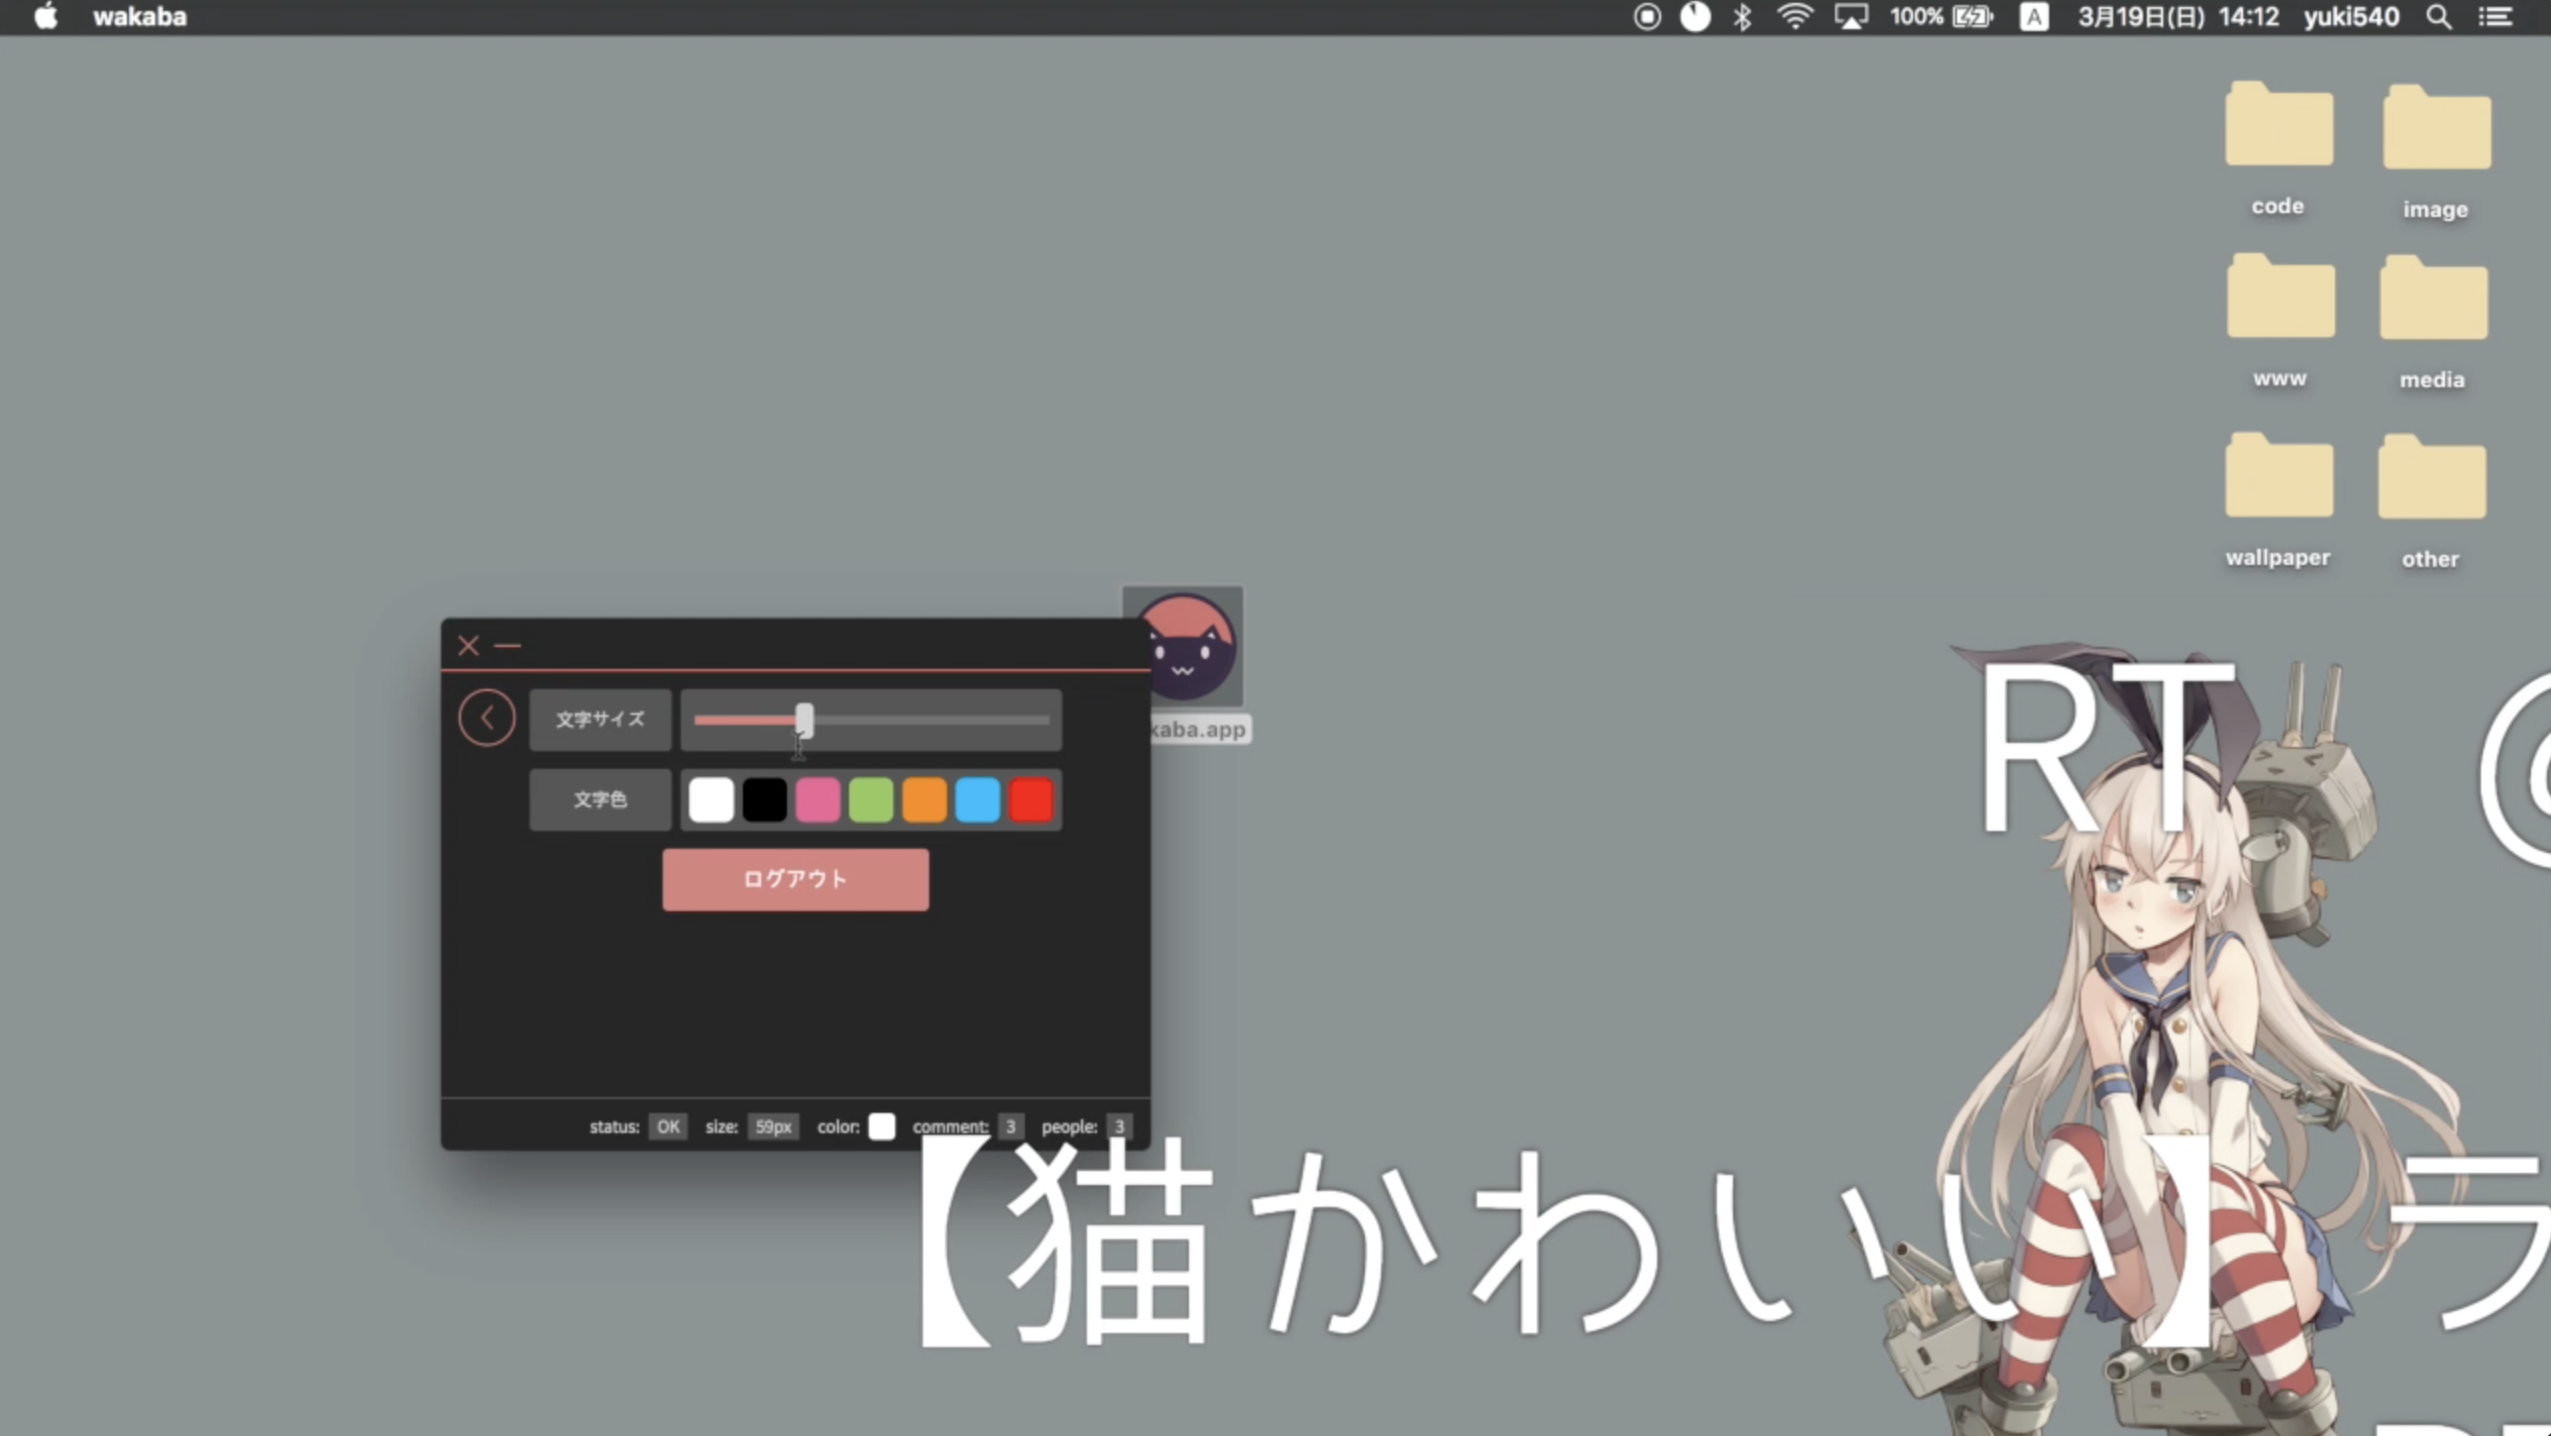 wakaba
100% A 3月19日(日) 14:12 yuki540
code image
www media
wallpaper other
kaba.app
文字サイズ
文字色
ログアウト
status: OK size: 59px color: comment: 3 people: 3
RT @
【猫かわいい】ラ